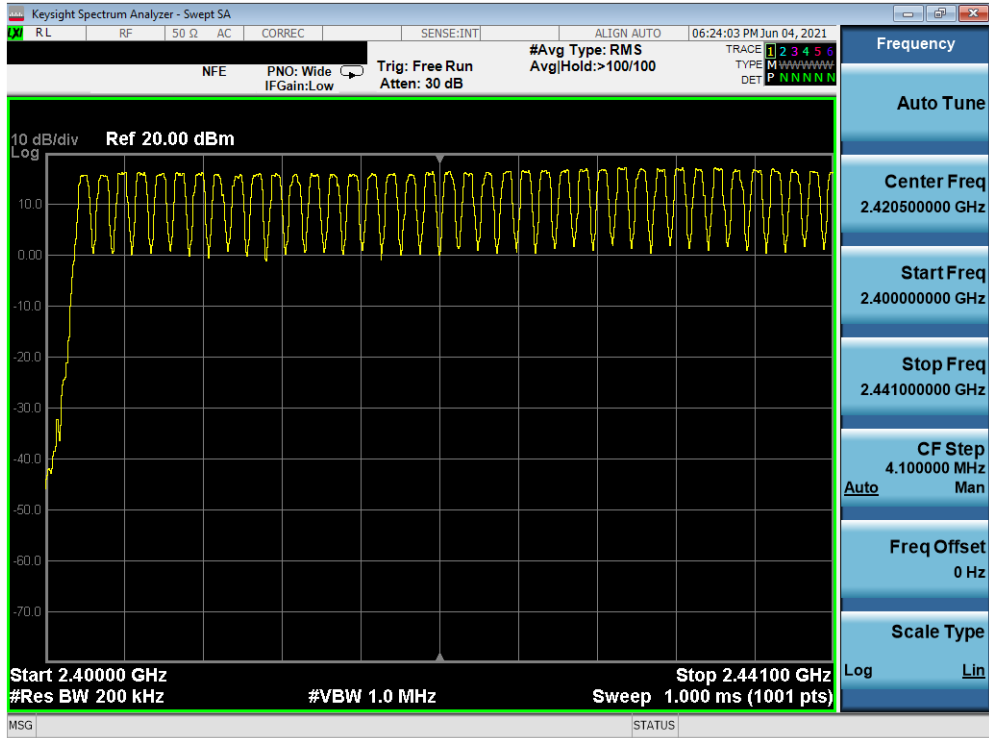 Keysight Spectrum Analyzer - Swept SA
LXI RL RF 50 Ω AC CORREC SENSE:INT ALIGN AUTO 06:24:03 PM Jun 04, 2021
NFE PNO: Wide Trig: Free Run #Avg Type: RMS TRACE 1 2 3 4 5 6
IFGain:Low Atten: 30 dB Avg|Hold:>100/100 TYPE M W W W W W
DET P N N N N N
10 dB/div Ref 20.00 dBm
Log
10.0
0.00
-10.0
-20.0
-30.0
-40.0
-50.0
-60.0
-70.0
Start 2.40000 GHz Stop 2.44100 GHz
#Res BW 200 kHz #VBW 1.0 MHz Sweep 1.000 ms (1001 pts)
MSG STATUS
Frequency
Auto Tune
Center Freq
2.420500000 GHz
Start Freq
2.400000000 GHz
Stop Freq
2.441000000 GHz
CF Step
4.100000 MHz
Auto Man
Freq Offset
0 Hz
Scale Type
Log Lin